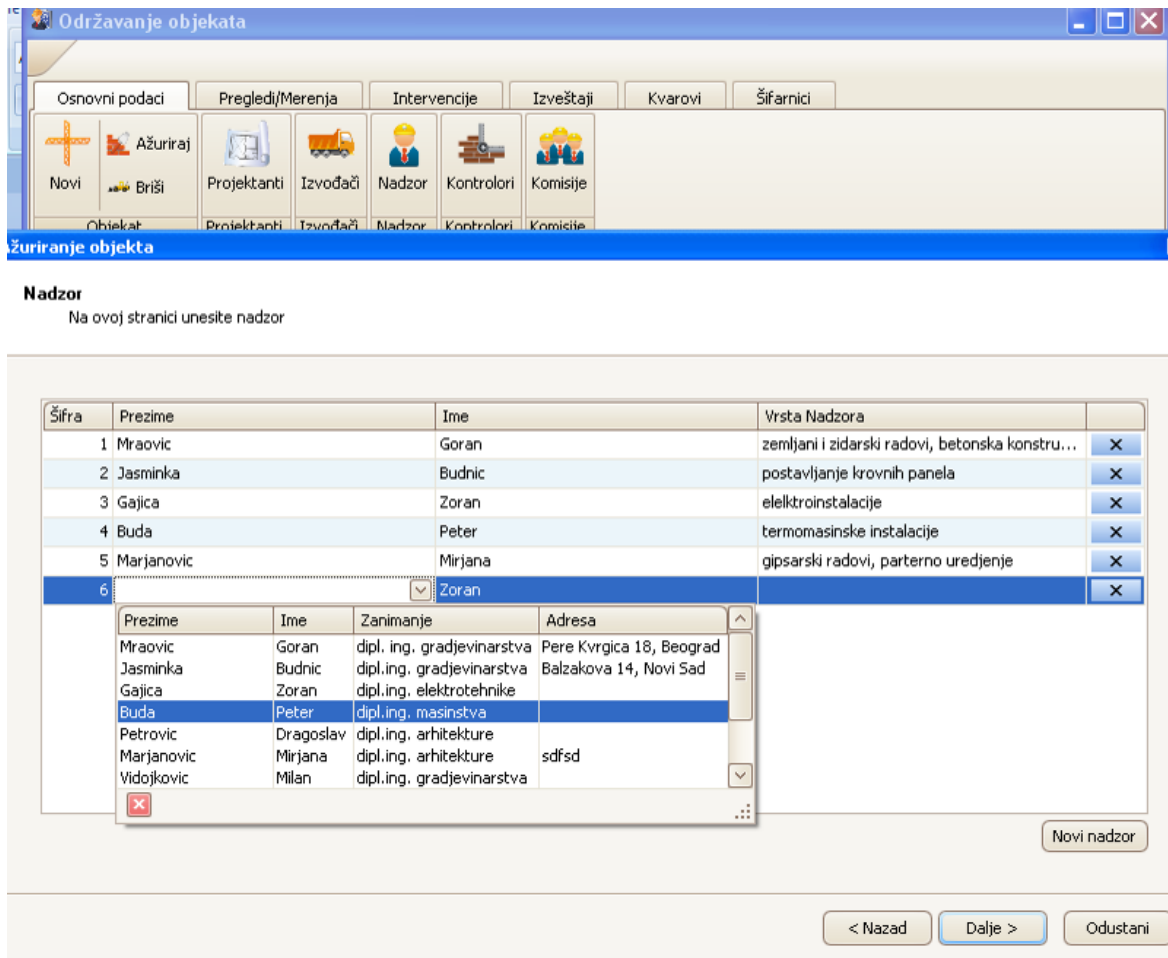 Održavanje objekata
Osnovni podaci Pregledi/Merenja Intervencije Izveštaji Kvarovi Šifarnici
Novi Ažuriraj Briši Projektanti Izvođači Nadzor Kontrolori Komisije
Objekat Projektanti Izvođači Nadzor Kontrolori Komisije
Ažuriranje objekta
Nadzor
Na ovoj stranici unesite nadzor
Šifra Prezime Ime Vrsta Nadzora
1 Mraovic Goran zemljani i zidarski radovi, betonska konstru...
2 Jasminka Budnic postavljanje krovnih panela
3 Gajica Zoran elelktroinstalacije
4 Buda Peter termomasinske instalacije
5 Marjanovic Mirjana gipsarski radovi, parterno uredjenje
6 Zoran
Prezime Ime Zanimanje Adresa
Mraovic Goran dipl. ing. gradjevinarstva Pere Kvrgica 18, Beograd
Jasminka Budnic dipl.ing. gradjevinarstva Balzakova 14, Novi Sad
Gajica Zoran dipl.ing. elektrotehnike
Buda Peter dipl.ing. masinstva
Petrovic Dragoslav dipl.ing. arhitekture
Marjanovic Mirjana dipl.ing. arhitekture sdfsd
Vidojkovic Milan dipl.ing. gradjevinarstva
Novi nadzor
< Nazad Dalje > Odustani